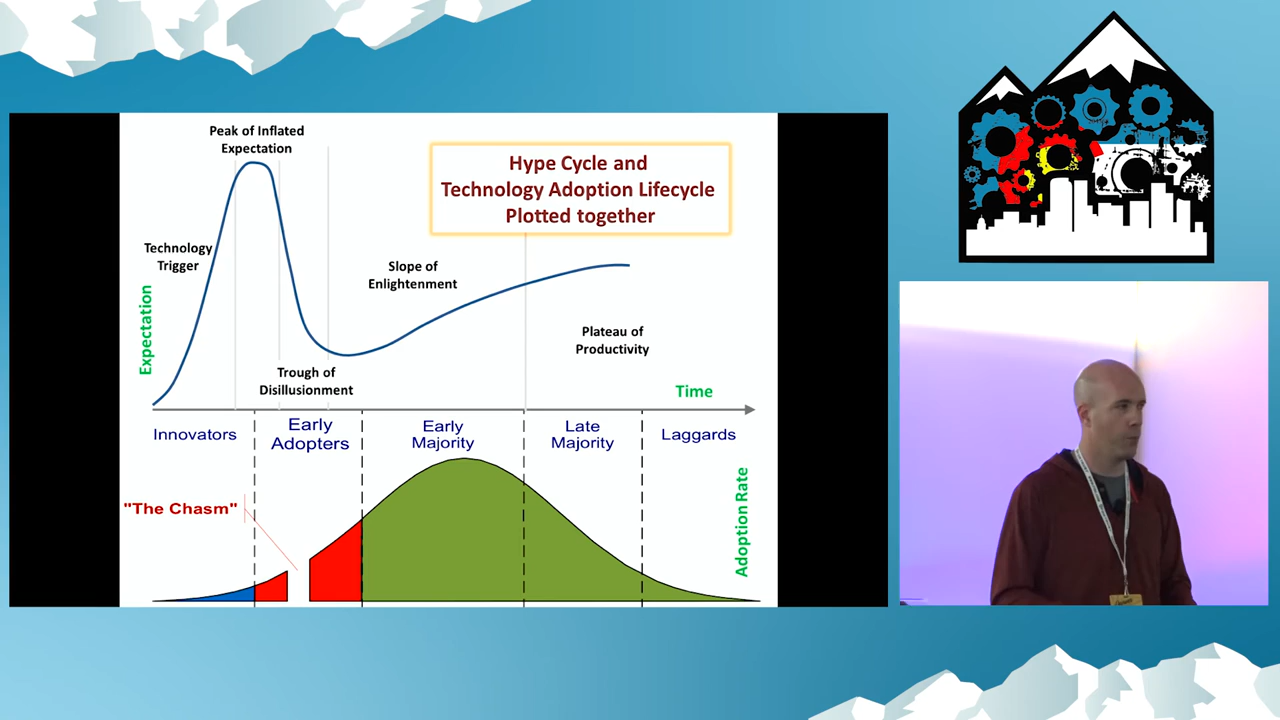 Peak of Inflated
Expectation
Hype Cycle and
Technology Adoption Lifecycle
Plotted together
Technology
Trigger
Slope of
Enlightenment
Expectation
Plateau of
Productivity
Trough of
Disillusionment
Time
Innovators
Early
Adopters
Early
Majority
Late
Majority
Laggards
"The Chasm"
Adoption Rate